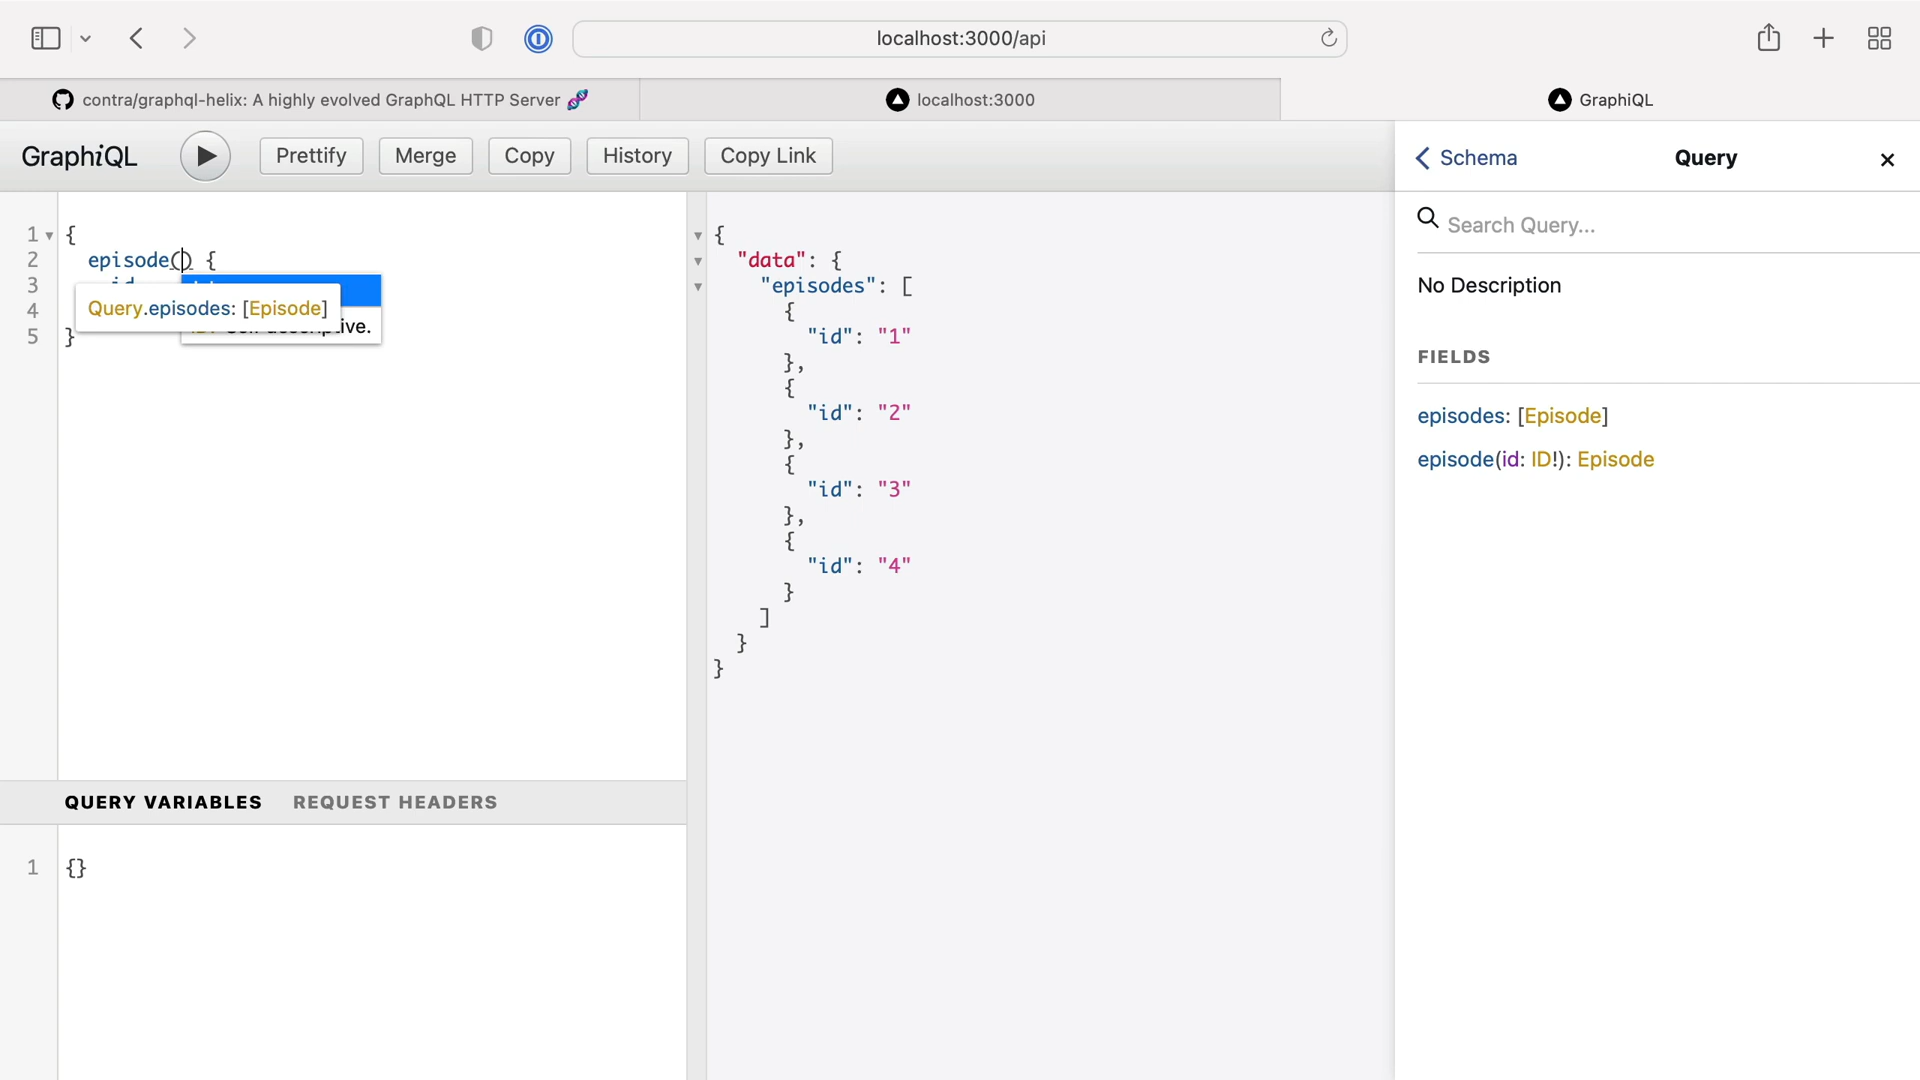 localhost:3000/api
contra/graphql-helix: A highly evolved GraphQL HTTP Server 🧬
localhost:3000
GraphiQL
GraphiQL
Prettify
Merge
Copy
History
Copy Link
Schema
Query
×
Search Query...
No Description
FIELDS
episodes: [Episode]
episode(id: ID!): Episode
1 {
2 episode() {
3 id
4
5 }
Query.episodes: [Episode]
{
"data": {
"episodes": [
{
"id": "1"
},
{
"id": "2"
},
{
"id": "3"
},
{
"id": "4"
}
]
}
}
QUERY VARIABLES
REQUEST HEADERS
1 {}